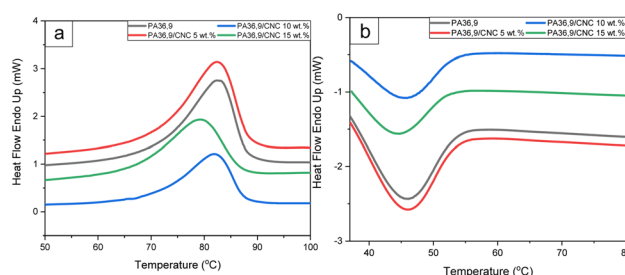 a
PA36,9
PA36,9/CNC 10 wt.%
PA36,9/CNC 5 wt.%
PA36,9/CNC 15 wt.%
Heat Flow Endo Up (mW)
4
3
2
1
0
50
60
70
80
90
100
Temperature (°C)
b
PA36,9
PA36,9/CNC 10 wt.%
PA36,9/CNC 5 wt.%
PA36,9/CNC 15 wt.%
Heat Flow Endo Up (mW)
0
-1
-2
-3
40
50
60
70
80
Temperature (°C)